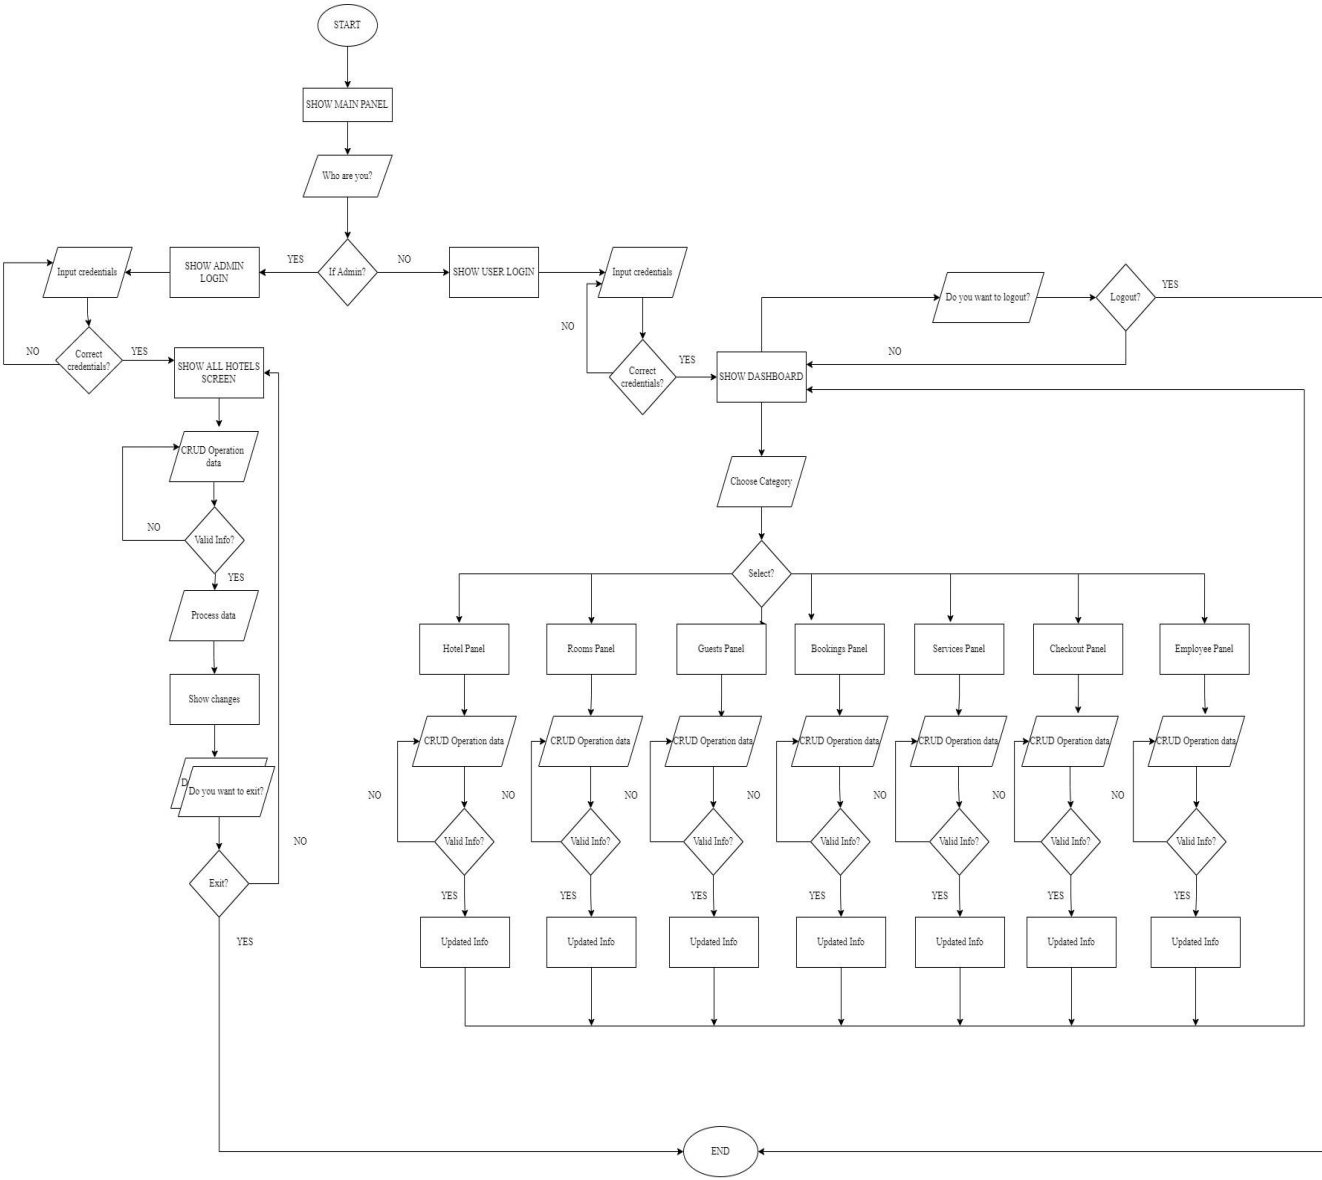 START
SHOW MAIN PANEL
Who are you?
If Admin?
YES
NO
SHOW ADMIN
LOGIN
Input credentials
Correct
credentials?
NO
YES
SHOW ALL HOTELS
SCREEN
CRUD Operation
data
Valid Info?
NO
YES
Process data
Show changes
D
Do you want to exit?
Exit?
NO
YES
SHOW USER LOGIN
Input credentials
Correct
credentials?
NO
YES
SHOW DASHBOARD
Do you want to logout?
Logout?
YES
NO
Choose Category
Select?
Hotel Panel
Rooms Panel
Guests Panel
Bookings Panel
Services Panel
Checkout Panel
Employee Panel
CRUD Operation data
CRUD Operation data
CRUD Operation data
CRUD Operation data
CRUD Operation data
CRUD Operation data
CRUD Operation data
NO
NO
NO
NO
NO
NO
NO
Valid Info?
Valid Info?
Valid Info?
Valid Info?
Valid Info?
Valid Info?
Valid Info?
YES
YES
YES
YES
YES
YES
YES
Updated Info
Updated Info
Updated Info
Updated Info
Updated Info
Updated Info
Updated Info
END